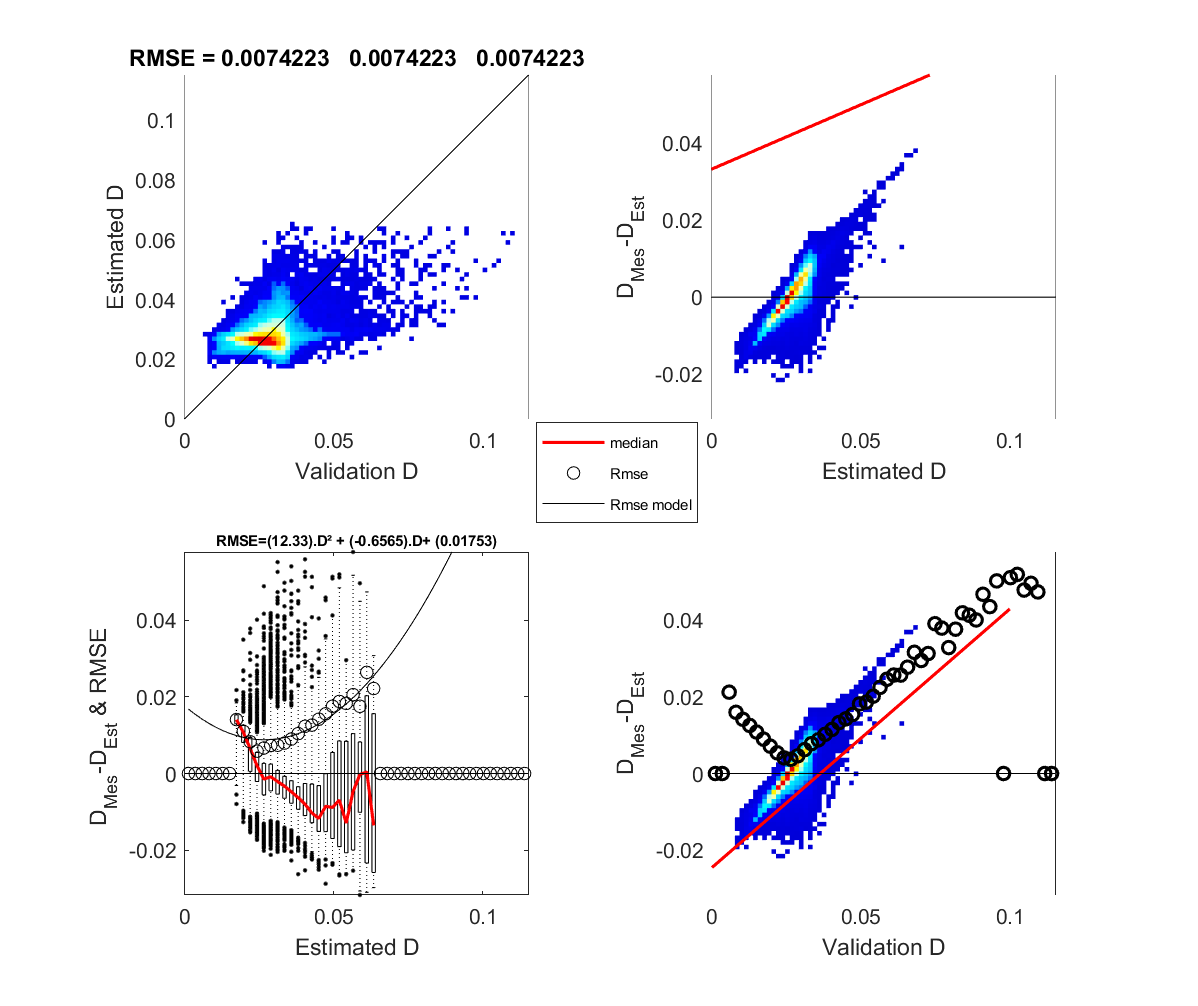 RMSE = 0.0074223 0.0074223 0.0074223
Estimated D
0.1
0.08
0.06
0.04
0.02
0
0 0.05 0.1
Validation D
D_Mes-D_Est
0.04
0.02
0
-0.02
0 0.05 0.1
Estimated D
median
Rmse
Rmse model
RMSE=(12.33).D² + (-0.6565).D+ (0.01753)
D_Mes-D_Est & RMSE
0.04
0.02
0
-0.02
0 0.05 0.1
Estimated D
D_Mes-D_Est
0.04
0.02
0
-0.02
0 0.05 0.1
Validation D